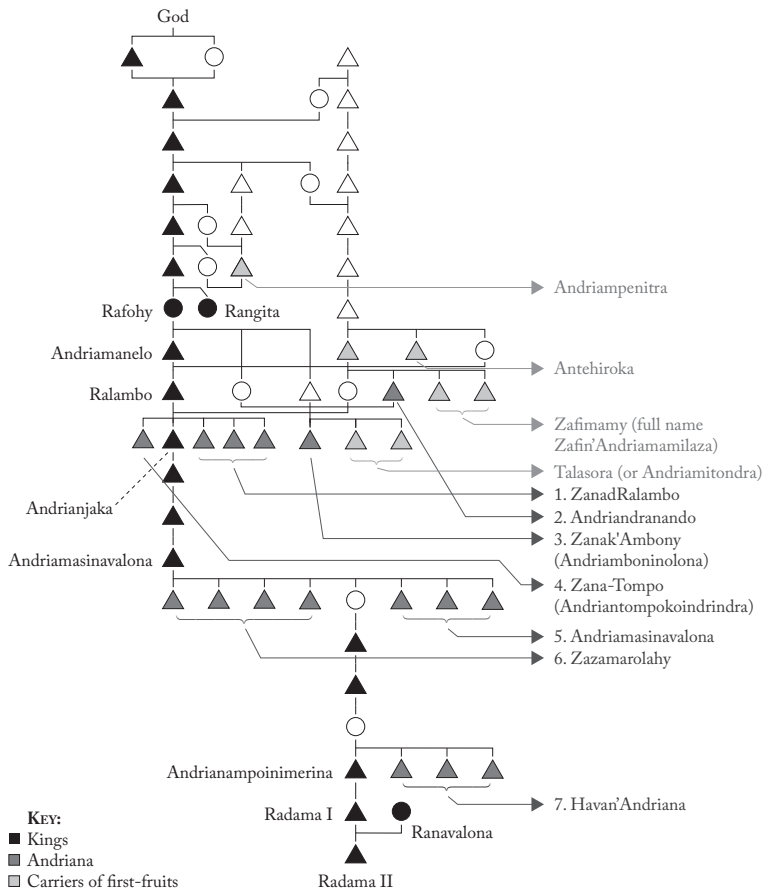 God
Andriampenitra
Rafohy
Rangita
Andriamanelo
Antehiroka
Ralambo
Zafimamy (full name
Zafin'Andriamamilaza)
Talasora (or Andriamitondra)
1. ZanadRalambo
Andrianjaka
2. Andriandranando
3. Zanak'Ambony
(Andriamboninolona)
Andriamasinavalona
4. Zana-Tompo
(Andriantompokoindrindra)
5. Andriamasinavalona
6. Zazamarolahy
Andrianampoinimerina
7. Havan'Andriana
Radama I
Ranavalona
Radama II
KEY:
Kings
Andriana
Carriers of first-fruits